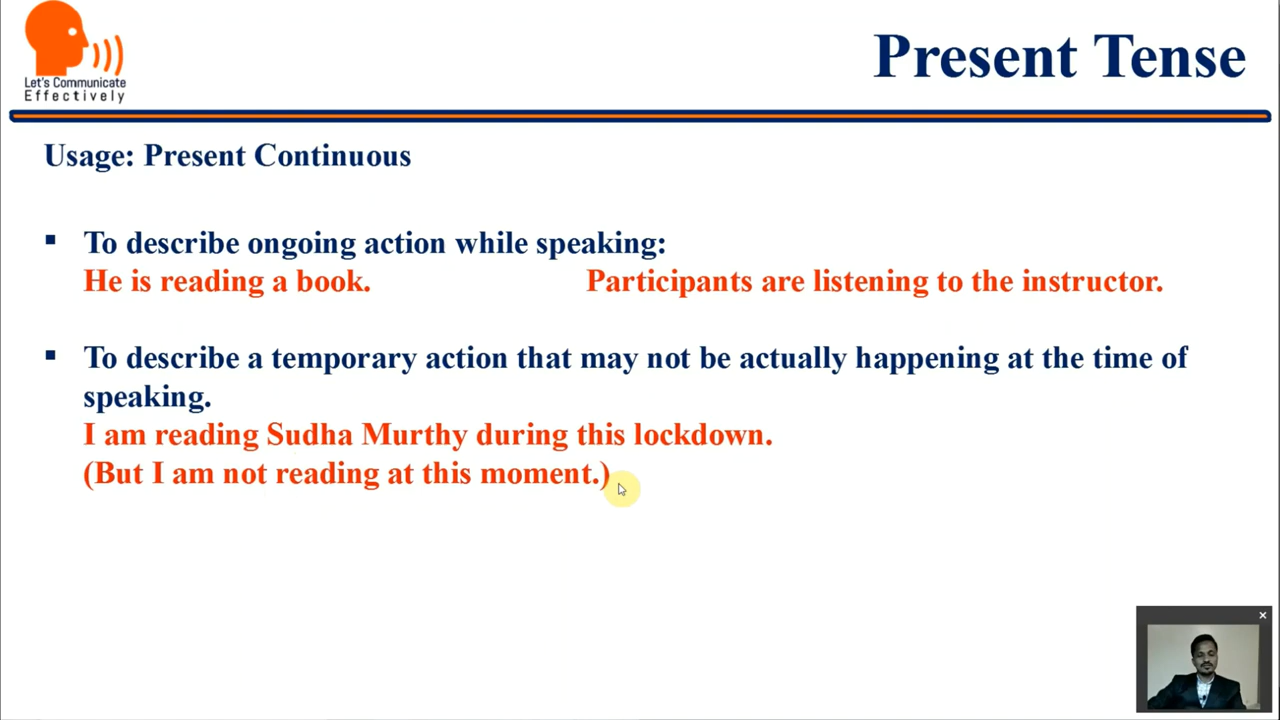 Let's Communicate
Effectively
Present Tense
Usage: Present Continuous
▪ To describe ongoing action while speaking:
He is reading a book. Participants are listening to the instructor.
▪ To describe a temporary action that may not be actually happening at the time of
speaking.
I am reading Sudha Murthy during this lockdown.
(But I am not reading at this moment.)